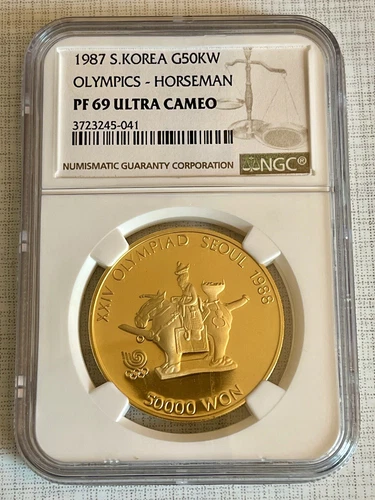 1987 S.KOREA G50KW
OLYMPICS - HORSEMAN
PF 69 ULTRA CAMEO
3723245-041
NUMISMATIC GUARANTY CORPORATION
NGC®
XXIV OLYMPIAD SEOUL 1988
50000 WON